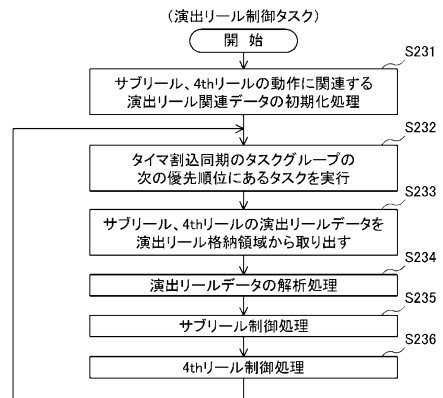 (演出リール制御タスク)
開 始
S231
サブリール、4thリールの動作に関連する
演出リール関連データの初期化処理
S232
タイマ割込同期のタスクグループの
次の優先順位にあるタスクを実行
S233
サブリール、4thリールの演出リールデータを
演出リール格納領域から取り出す
S234
演出リールデータの解析処理
S235
サブリール制御処理
S236
4thリール制御処理